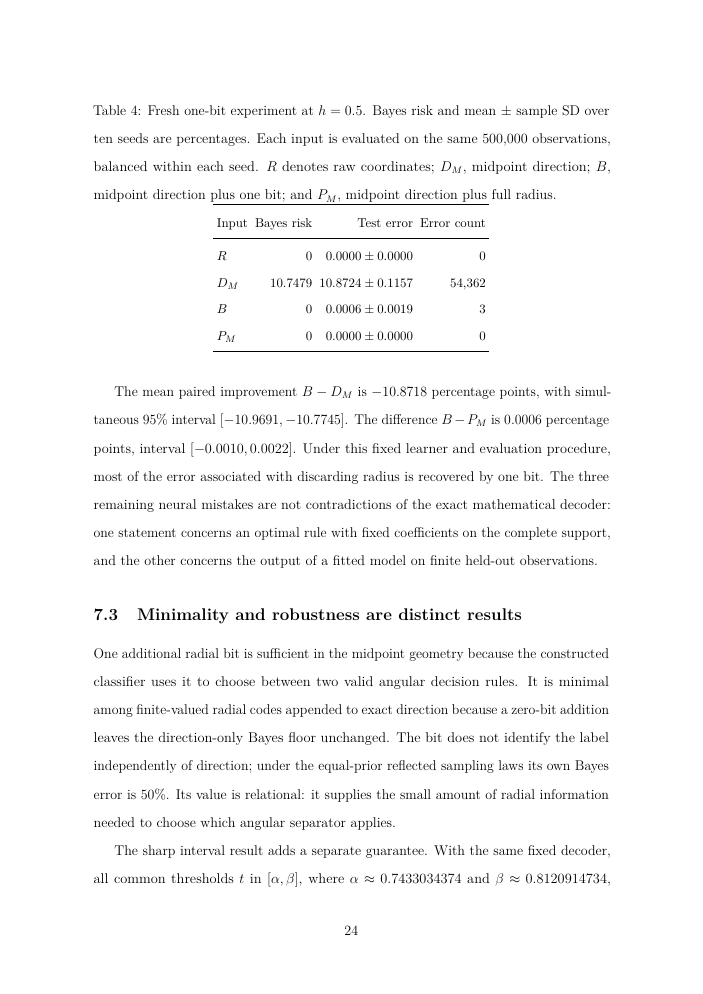 Table 4: Fresh one-bit experiment at h = 0.5. Bayes risk and mean ± sample SD over
ten seeds are percentages. Each input is evaluated on the same 500,000 observations,
balanced within each seed. R denotes raw coordinates; D_M, midpoint direction; B,
midpoint direction plus one bit; and P_M, midpoint direction plus full radius.
Input Bayes risk Test error Error count
R 0 0.0000 ± 0.0000 0
D_M 10.7479 10.8724 ± 0.1157 54,362
B 0 0.0006 ± 0.0019 3
P_M 0 0.0000 ± 0.0000 0
The mean paired improvement B − D_M is −10.8718 percentage points, with simul-
taneous 95% interval [−10.9691, −10.7745]. The difference B − P_M is 0.0006 percentage
points, interval [−0.0010, 0.0022]. Under this fixed learner and evaluation procedure,
most of the error associated with discarding radius is recovered by one bit. The three
remaining neural mistakes are not contradictions of the exact mathematical decoder:
one statement concerns an optimal rule with fixed coefficients on the complete support,
and the other concerns the output of a fitted model on finite held-out observations.
7.3 Minimality and robustness are distinct results
One additional radial bit is sufficient in the midpoint geometry because the constructed
classifier uses it to choose between two valid angular decision rules. It is minimal
among finite-valued radial codes appended to exact direction because a zero-bit addition
leaves the direction-only Bayes floor unchanged. The bit does not identify the label
independently of direction; under the equal-prior reflected sampling laws its own Bayes
error is 50%. Its value is relational: it supplies the small amount of radial information
needed to choose which angular separator applies.
The sharp interval result adds a separate guarantee. With the same fixed decoder,
all common thresholds t in [α, β], where α ≈ 0.7433034374 and β ≈ 0.8120914734,
24